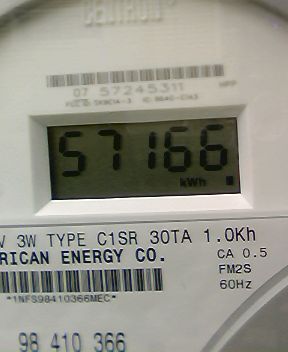 CENTRON
07 57245311
57166
kWh
V 3W TYPE C1SR 30TA 1.0Kh
RICAN ENERGY CO.
CA 0.5
FM2S
60Hz
*1NFS98410366MEC*
98 410 366